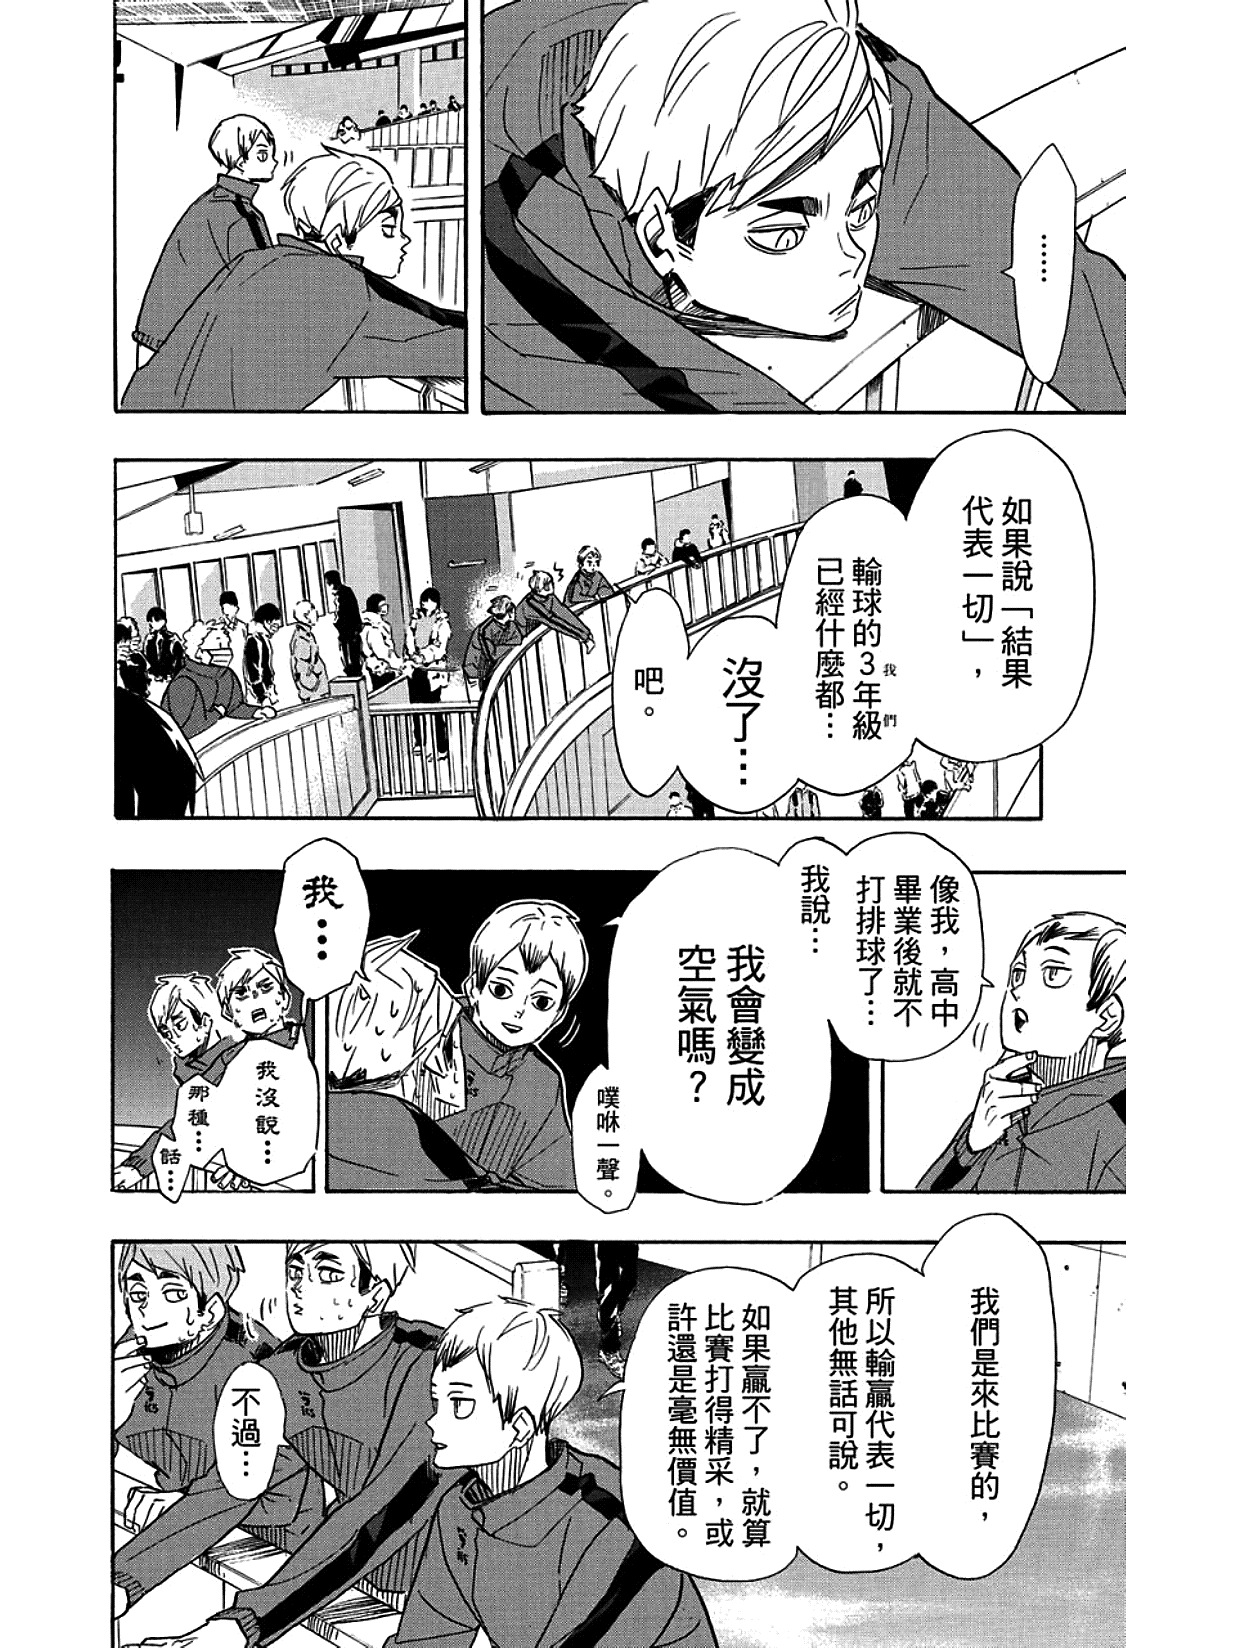 ……
如果說「結果
代表一切」，
輸球的3年級
我們
已經什麼都…
沒了…
吧。
像我，高中
畢業後就不
打排球了…
我說…
我會變成
空氣嗎？
噗咻一聲。
我…
我沒說…
那種…
話…
我們是來比賽的，
所以輸贏代表一切，
其他無話可說。
如果贏不了，就算
比賽打得精采，或
許還是毫無價值。
不過…